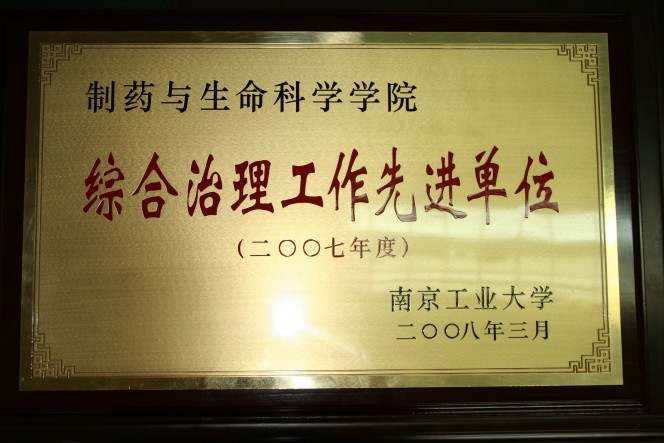 制药与生命科学学院
综合治理工作先进单位
（二〇〇七年度）
南京工业大学
二〇〇八年三月